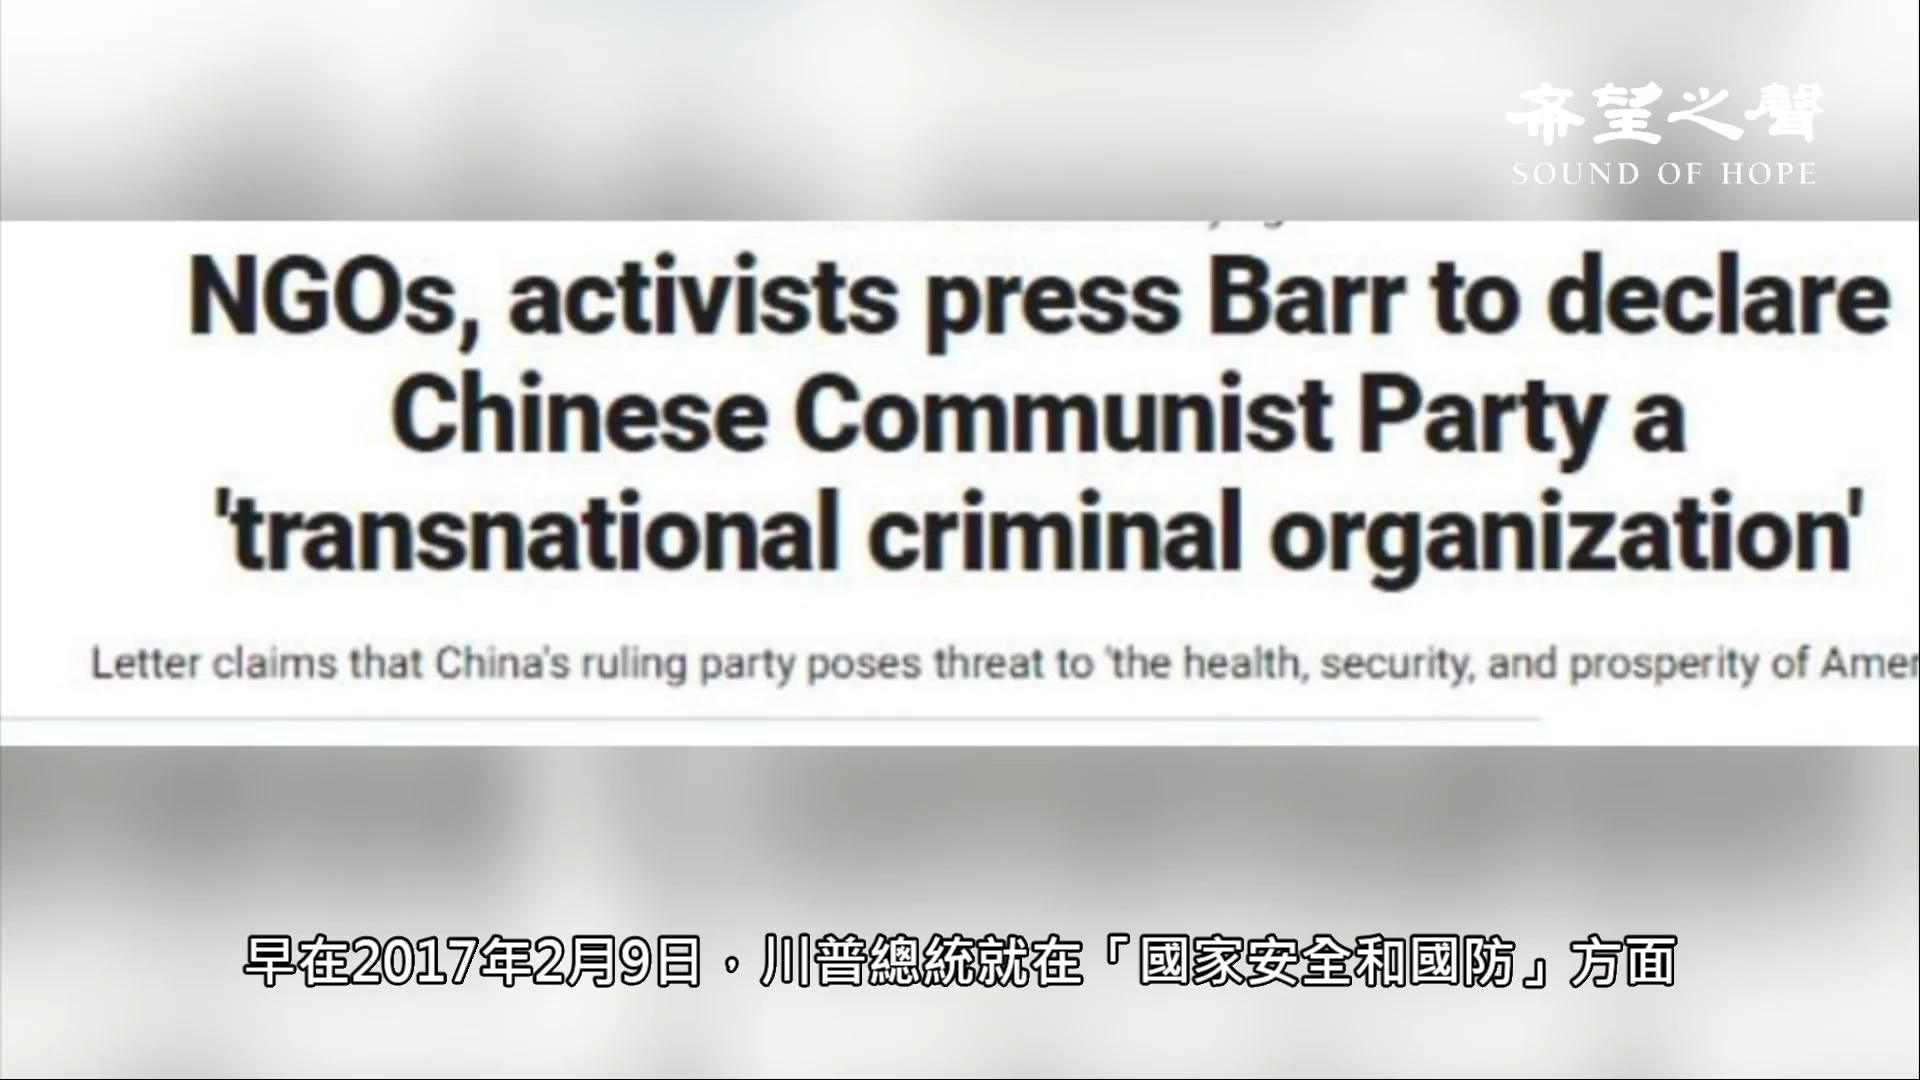 希望之聲
SOUND OF HOPE
NGOs, activists press Barr to declare
Chinese Communist Party a
'transnational criminal organization'
Letter claims that China's ruling party poses threat to 'the health, security, and prosperity of Amer
早在2017年2月9日，川普總統就在「國家安全和國防」方面